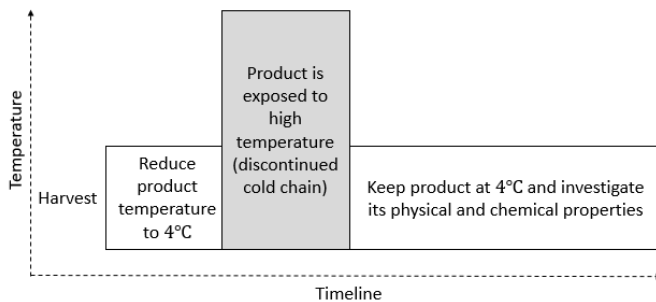 Temperature
Harvest
Reduce
product
temperature
to 4°C
Product is
exposed to
high
temperature
(discontinued
cold chain)
Keep product at 4°C and investigate
its physical and chemical properties
Timeline